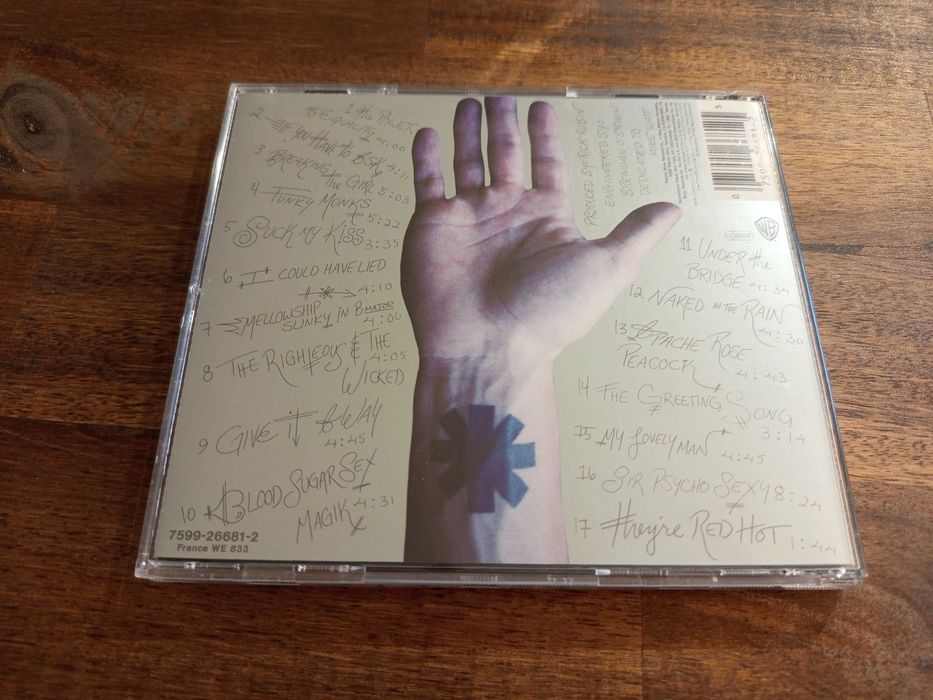 1 The POWER
OF EQUALITY 4:00
2 IF YOU HAVE TO ASK 4:11
3 BREAKING
the GIRL 5:03
4 FUNKY MONKS
5:22
5 SUCK MY KISS 3:35
6 I COULD HAVE LIED
4:10
7 MELLOWSHIP
SLINKY IN B MAJOR
4:00
8 THE RIGHTEOUS & THE
4:05
WICKED
9 GIVE IT AWAY
4:45
10 BLOOD SUGAR SEX
MAGIK 4:31
7599-26681-2
France WE 833
PRODUCED BY: RICK RUBIN
ENGINEERED BY:
BRENDAN O'BRIEN
DEDICATED TO
MIKE WATT
WB
11 UNDER the
BRIDGE 4:34
12 NAKED IN THE RAIN
4:30
13 APACHE ROSE
PEACOCK 4:43
14 THE GREETING SONG
3:14
15 MY LOVELY MAN
4:45
16 SIR PSYCHO SEXY 8:24
17 They're RED HOT 1:44